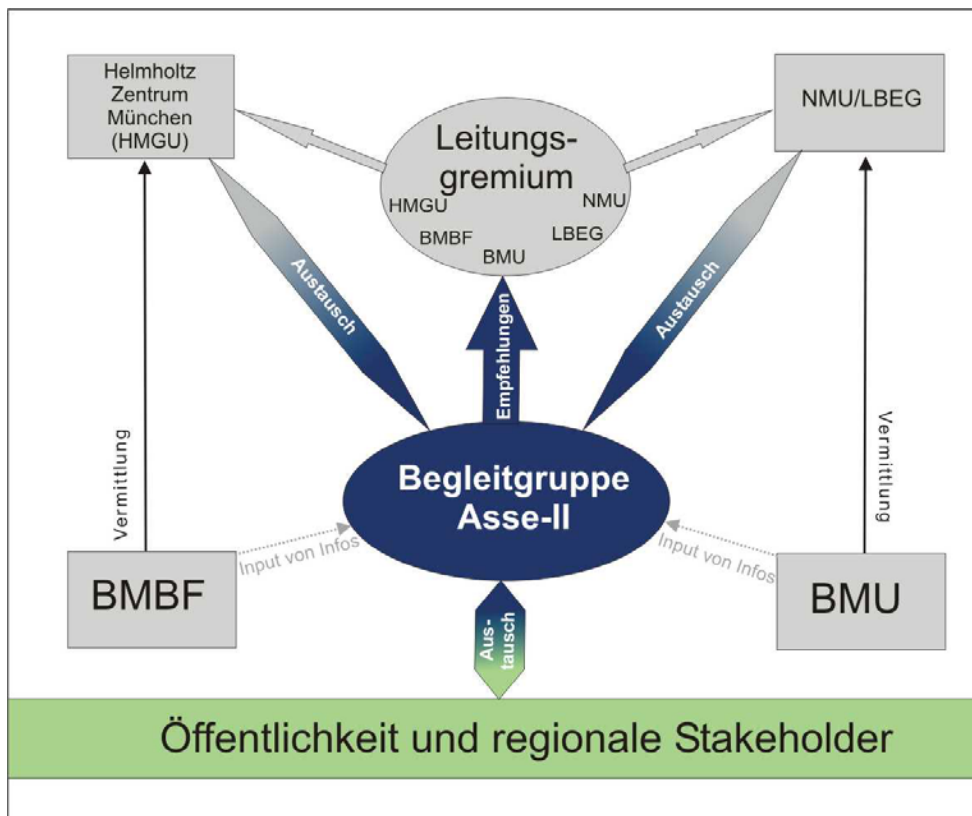 Helmholtz
Zentrum
München
(HMGU)
Leitungs-
gremium
HMGU
BMBF
BMU
LBEG
NMU
NMU/LBEG
Austausch
Empfehlungen
Austausch
Vermittlung
Vermittlung
Begleitgruppe
Asse-II
Input von Infos
Input von Infos
BMBF
BMU
Aus-
tausch
Öffentlichkeit und regionale Stakeholder